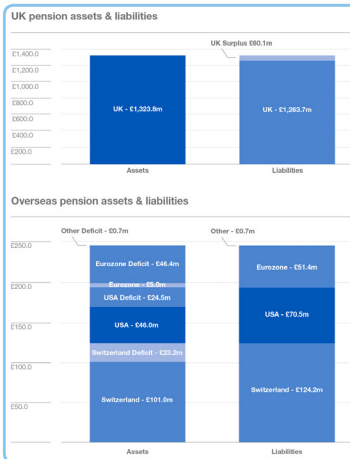 UK pension assets & liabilities
UK Surplus £60.1m
£1,400.0
£1,200.0
£1,000.0
£800.0
£600.0
£400.0
£200.0
UK - £1,323.8m
UK - £1,263.7m
Assets
Liabilities
Overseas pension assets & liabilities
Other Deficit - £0.7m
Other - £0.7m
£250.0
£200.0
£150.0
£100.0
£50.0
Eurozone Deficit - £46.4m
Eurozone - £5.0m
USA Deficit - £24.5m
USA - £46.0m
Switzerland Deficit - £23.2m
Switzerland - £101.0m
Eurozone - £51.4m
USA - £70.5m
Switzerland - £124.2m
Assets
Liabilities